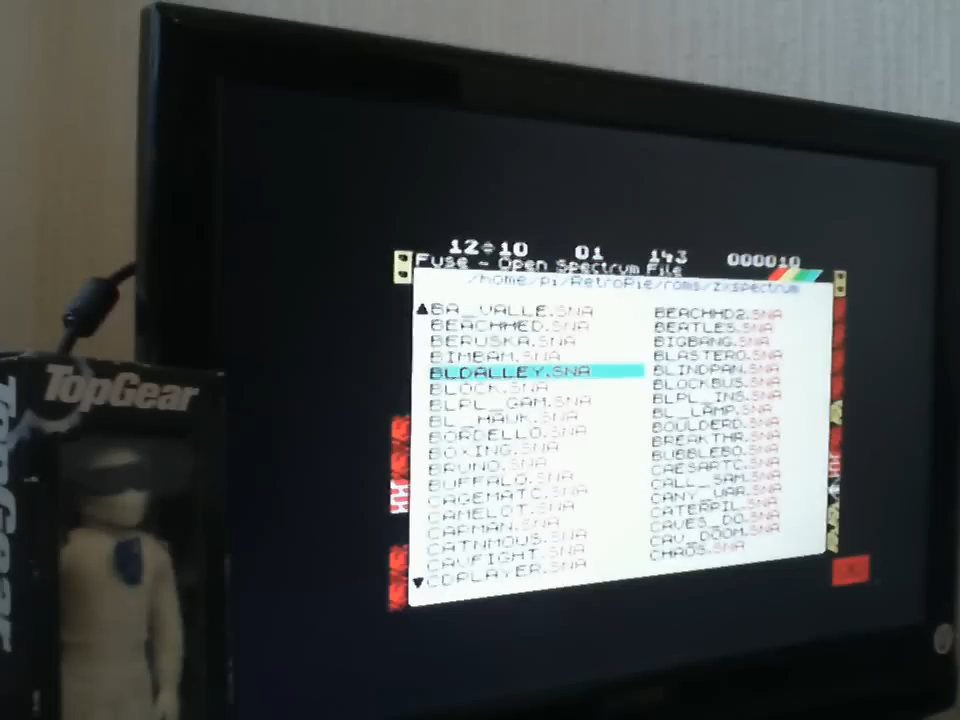 12÷10 01 143 000010
Fuse - Open Spectrum File
/home/pi/RetroPie/roms/zxspectrum
BA_VALLE.SNA BEACHHD2.SNA
BEACHHED.SNA BEATLES.SNA
BERUSKA.SNA BIGBANG.SNA
BIMBAM.SNA BLASTERO.SNA
BLDALLEY.SNA BLINDPAN.SNA
BLOCK.SNA BLOCKBUS.SNA
BLPL_GAM.SNA BLPL_INS.SNA
BL_HAWK.SNA BL_LAMP.SNA
BORDELLO.SNA BOULDERD.SNA
BOXING.SNA BREAKTHR.SNA
BRUNO.SNA BUBBLEBO.SNA
BUFFALO.SNA CAESARTC.SNA
CAGEMATC.SNA CALL_SAM.SNA
CAMELOT.SNA CANY_WAR.SNA
CAPMAN.SNA CATERPIL.SNA
CATNMOUS.SNA CAVES_DO.SNA
CAVFIGHT.SNA CAV_DOOM.SNA
CDPLAYER.SNA CHAOS.SNA
TopGear
TopGear